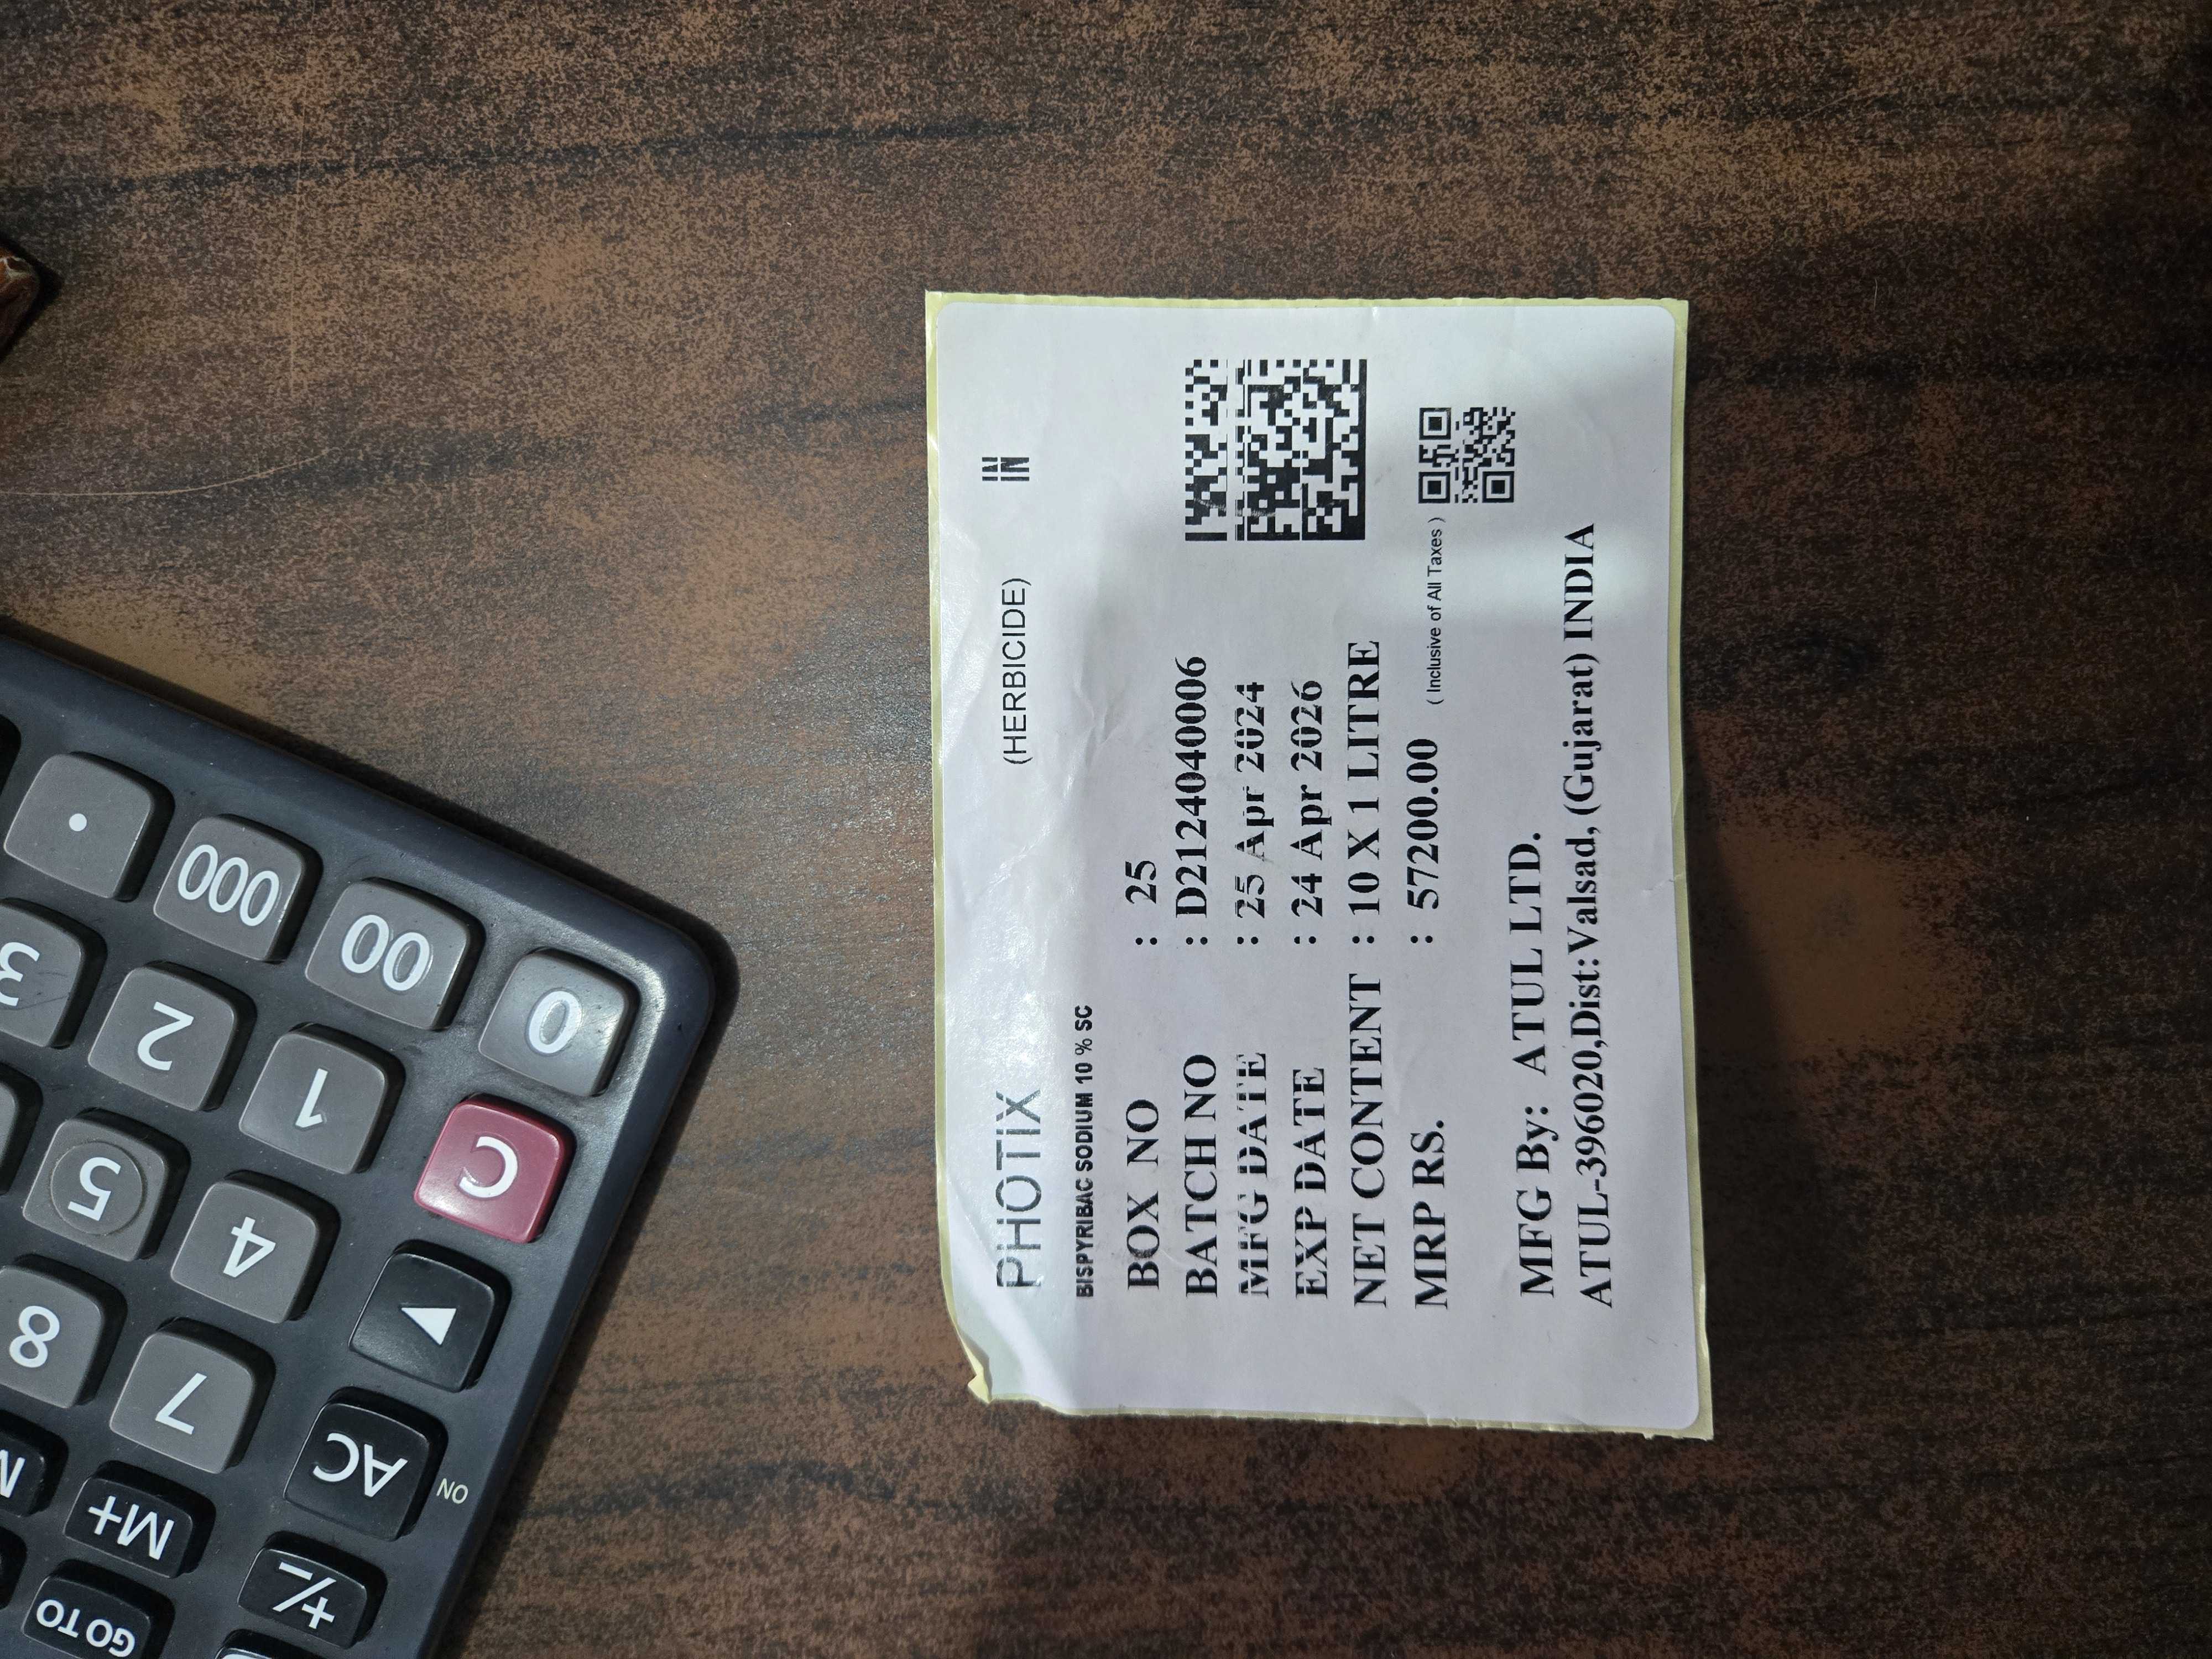 PHOTIX (HERBICIDE) IN
BISPYRIBAC SODIUM 10 % SC
BOX NO : 25
BATCH NO : D2124040006
MFG DATE : 25 Apr 2024
EXP DATE : 24 Apr 2026
NET CONTENT : 10 X 1 LITRE
MRP RS. : 57200.00 ( Inclusive of All Taxes )
MFG By: ATUL LTD.
ATUL-396020,Dist: Valsad, (Gujarat) INDIA
0 00 000 .
C 1 2 3
4 5
7 8
ON AC
+/- M+
GO TO